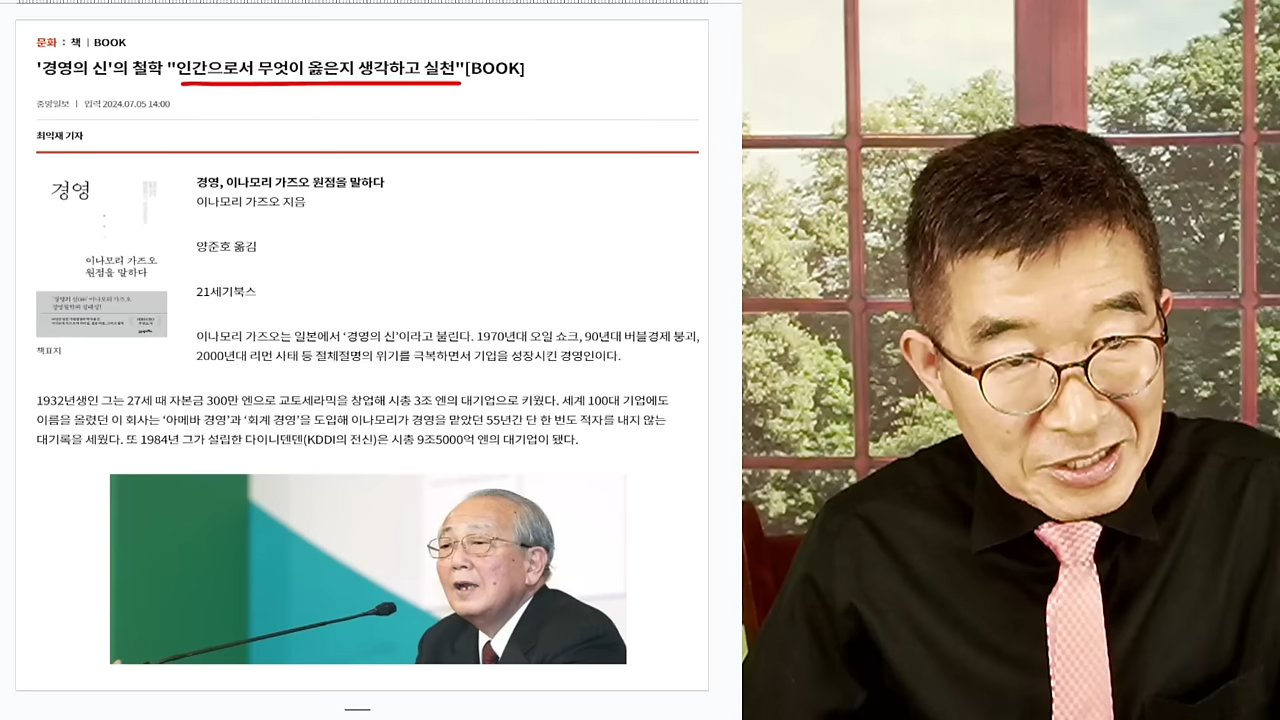 문화 : 책 | BOOK
'경영의 신'의 철학 "인간으로서 무엇이 옳은지 생각하고 실천"[BOOK]
중앙일보 | 입력 2024.07.05 14:00
최익재 기자
경영
이나모리 가즈오
원점을 말하다
책표지
경영, 이나모리 가즈오 원점을 말하다
이나모리 가즈오 지음
양준호 옮김
21세기북스
이나모리 가즈오는 일본에서 ‘경영의 신’이라고 불린다. 1970년대 오일 쇼크, 90년대 버블경제 붕괴,
2000년대 리먼 사태 등 절체절명의 위기를 극복하면서 기업을 성장시킨 경영인이다.
1932년생인 그는 27세 때 자본금 300만 엔으로 교토세라믹을 창업해 시총 3조 엔의 대기업으로 키웠다. 세계 100대 기업에도
이름을 올렸던 이 회사는 ‘아메바 경영’과 ‘회계 경영’을 도입해 이나모리가 경영을 맡았던 55년간 단 한 번도 적자를 내지 않는
대기록을 세웠다. 또 1984년 그가 설립한 다이니덴덴(KDDI의 전신)은 시총 9조5000억 엔의 대기업이 됐다.